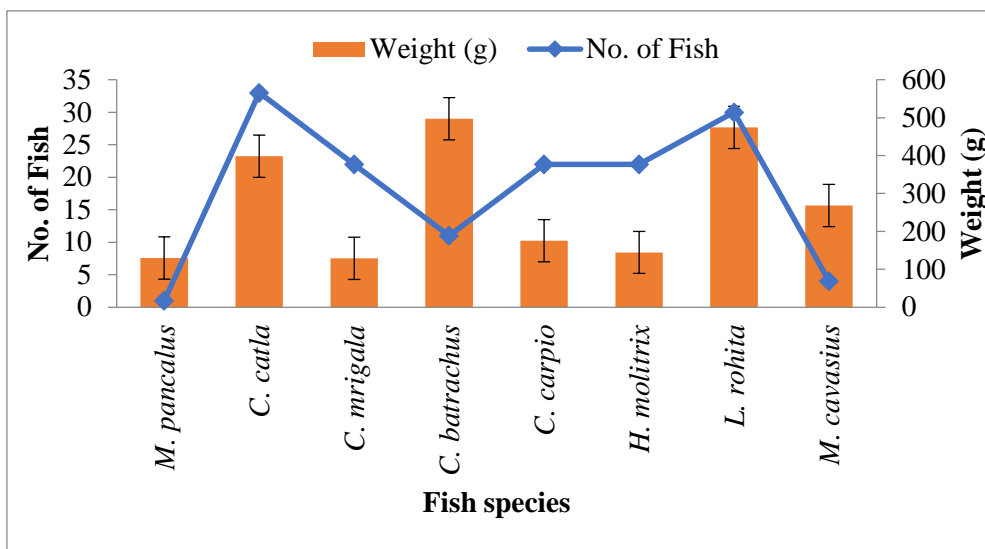 Weight (g) No. of Fish
35
30
25
20
15
10
5
0
No. of Fish
600
500
400
300
200
100
0
Weight (g)
M. pancalus
C. catla
C. mrigala
C. batrachus
C. carpio
H. molitrix
L. rohita
M. cavasius
Fish species